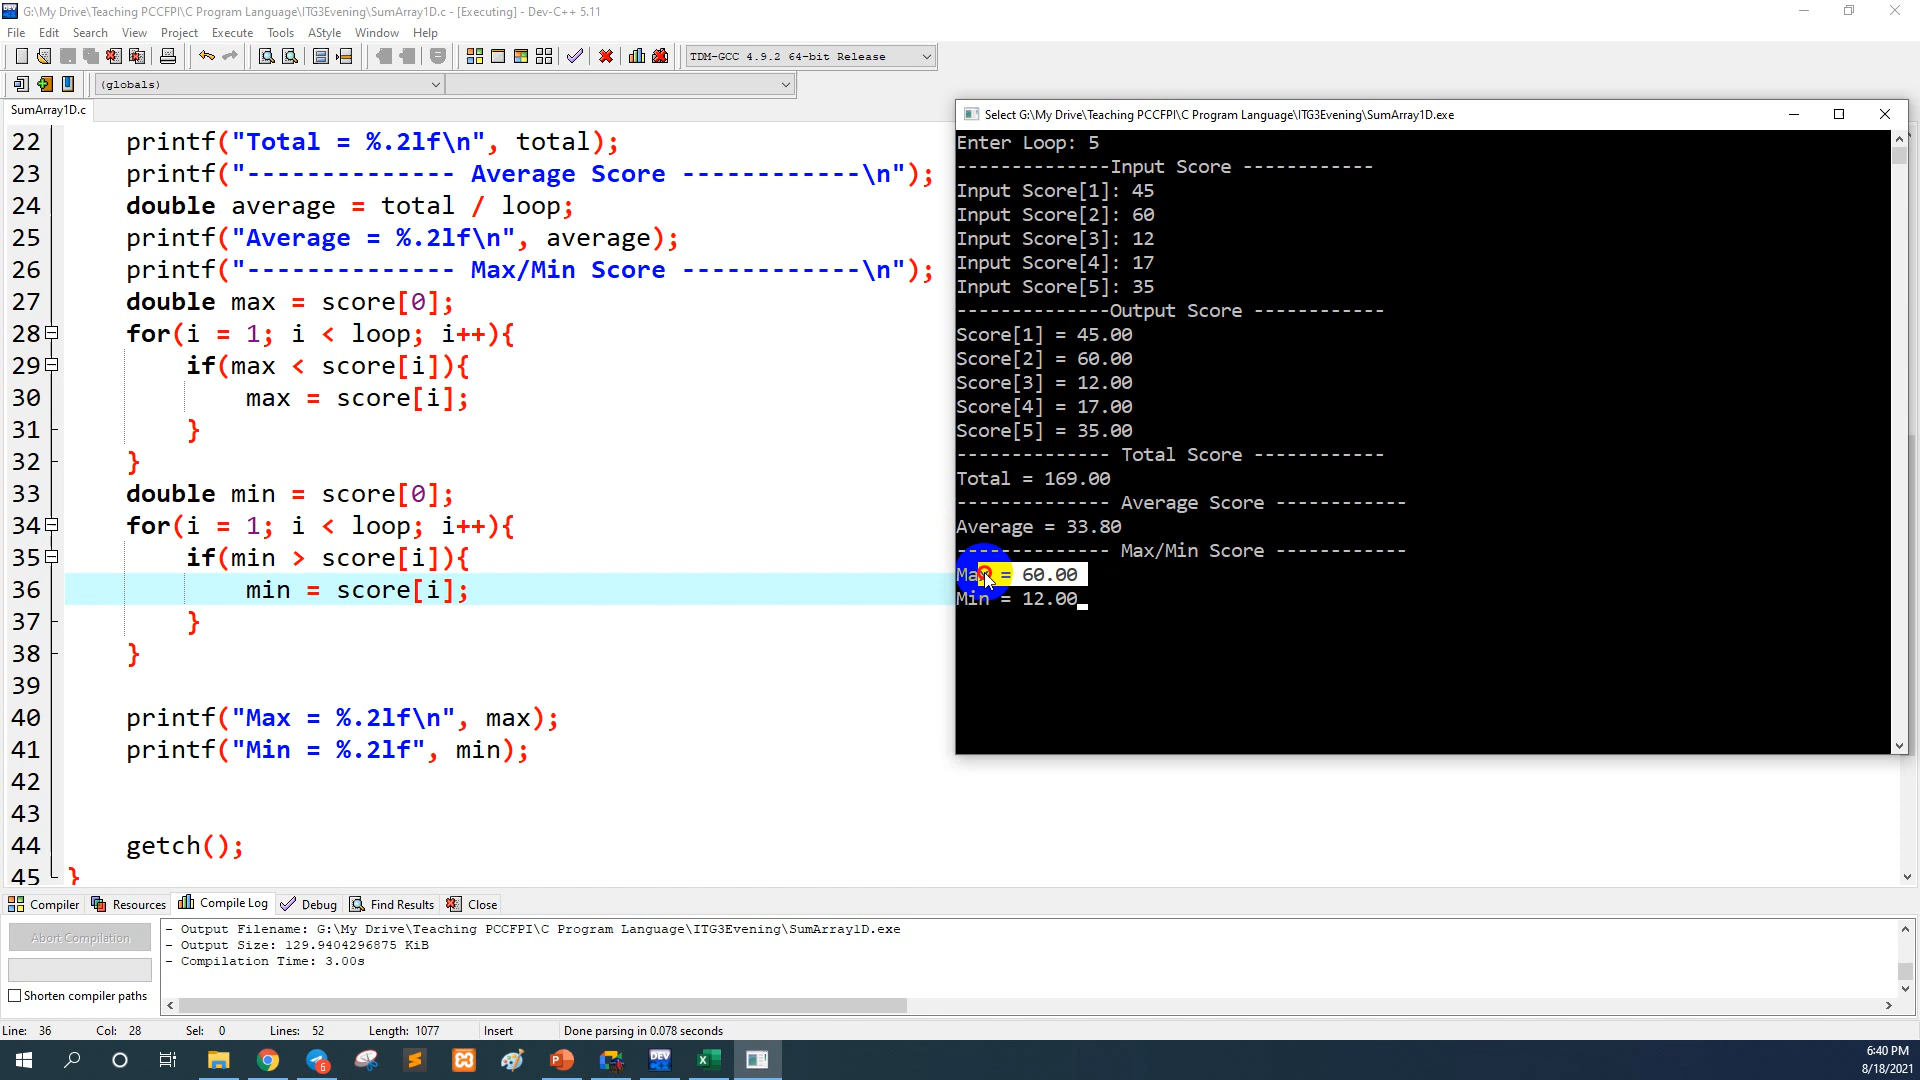 G:\My Drive\Teaching PCCFPI\C Program Language\ITG3Evening\SumArray1D.c - [Executing] - Dev-C++ 5.11
File Edit Search View Project Execute Tools AStyle Window Help
TDM-GCC 4.9.2 64-bit Release
(globals)
SumArray1D.c
22 printf("Total = %.2lf\n", total);
23 printf("-------------- Average Score ------------\n");
24 double average = total / loop;
25 printf("Average = %.2lf\n", average);
26 printf("-------------- Max/Min Score ------------\n");
27 double max = score[0];
28 for(i = 1; i < loop; i++){
29 if(max < score[i]){
30 max = score[i];
31 }
32 }
33 double min = score[0];
34 for(i = 1; i < loop; i++){
35 if(min > score[i]){
36 min = score[i];
37 }
38 }
39
40 printf("Max = %.2lf\n", max);
41 printf("Min = %.2lf", min);
42
43
44 getch();
45 }
Select G:\My Drive\Teaching PCCFPI\C Program Language\ITG3Evening\SumArray1D.exe
Enter Loop: 5
--------------Input Score ------------
Input Score[1]: 45
Input Score[2]: 60
Input Score[3]: 12
Input Score[4]: 17
Input Score[5]: 35
--------------Output Score ------------
Score[1] = 45.00
Score[2] = 60.00
Score[3] = 12.00
Score[4] = 17.00
Score[5] = 35.00
-------------- Total Score ------------
Total = 169.00
-------------- Average Score ------------
Average = 33.80
-------------- Max/Min Score ------------
Max = 60.00
Min = 12.00
Compiler Resources Compile Log Debug Find Results Close
Abort Compilation
Shorten compiler paths
- Output Filename: G:\My Drive\Teaching PCCFPI\C Program Language\ITG3Evening\SumArray1D.exe
- Output Size: 129.9404296875 KiB
- Compilation Time: 3.00s
Line: 36 Col: 28 Sel: 0 Lines: 52 Length: 1077 Insert Done parsing in 0.078 seconds
6:40 PM
8/18/2021